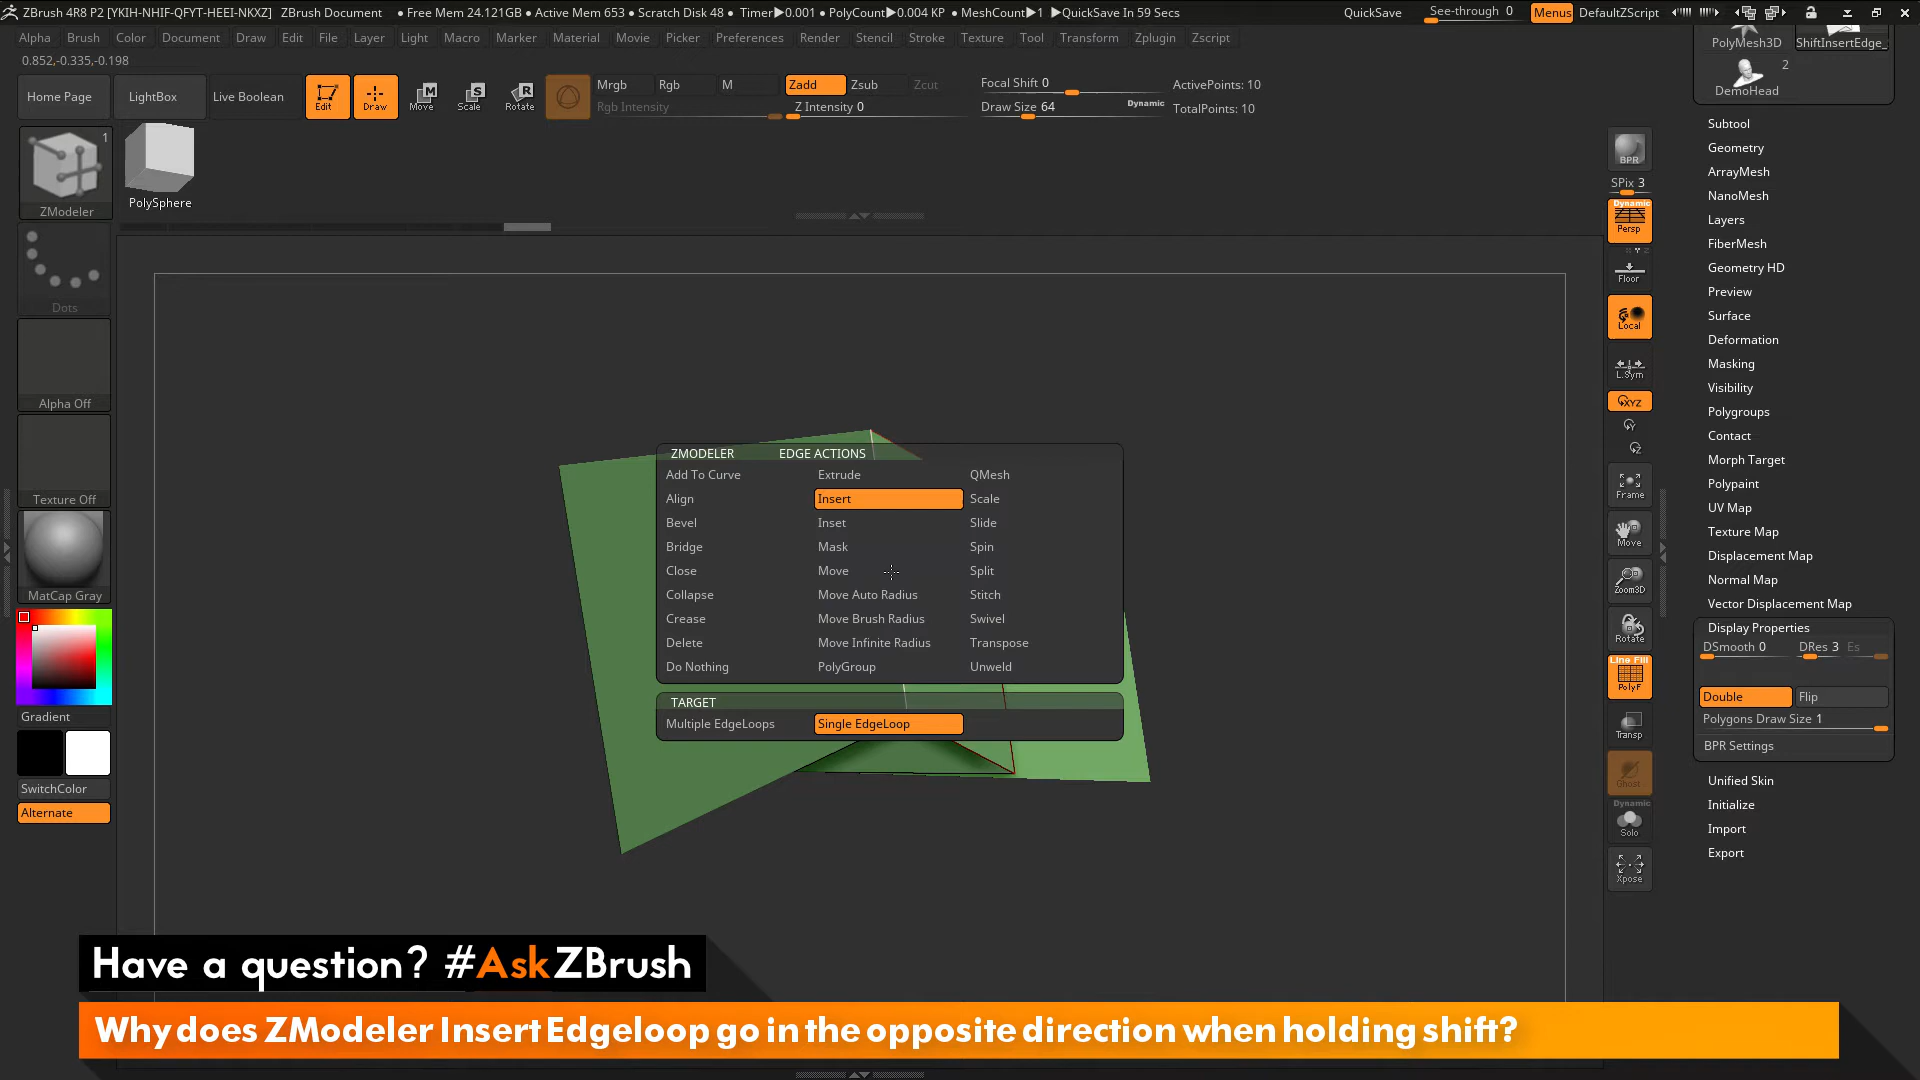 ZBrush 4R8 P2 [YKIH-NHIF-QFYT-HEEI-NKXZ] ZBrush Document • Free Mem 24.121GB • Active Mem 653 • Scratch Disk 48 • Timer▶0.001 • PolyCount▶0.004 KP • MeshCount▶1 ▶QuickSave In 59 Secs QuickSave See-through 0 Menus DefaultZScript
Alpha Brush Color Document Draw Edit File Layer Light Macro Marker Material Movie Picker Preferences Render Stencil Stroke Texture Tool Transform Zplugin Zscript
0.852,-0.335,-0.198
Home Page LightBox Live Boolean Edit Draw Move Scale Rotate
M S R
Mrgb Rgb M Zadd Zsub Zcut
Rgb Intensity Z Intensity 0
Focal Shift 0
Draw Size 64 Dynamic
ActivePoints: 10
TotalPoints: 10
1
ZModeler
PolySphere
Dots
Alpha Off
Texture Off
MatCap Gray
Gradient
SwitchColor
Alternate
ZMODELER EDGE ACTIONS
Add To Curve Extrude QMesh
Align Insert Scale
Bevel Inset Slide
Bridge Mask Spin
Close Move Split
Collapse Move Auto Radius Stitch
Crease Move Brush Radius Swivel
Delete Move Infinite Radius Transpose
Do Nothing PolyGroup Unweld
TARGET
Multiple EdgeLoops Single EdgeLoop
BPR
SPix 3
Dynamic
Persp
Floor
Local
L.Sym
XYZ
Y
Z
Frame
Move
Zoom3D
Rotate
Line Fill
PolyF
Transp
Ghost
Dynamic
Solo
Xpose
PolyMesh3D ShiftInsertEdge_
2
DemoHead
Subtool
Geometry
ArrayMesh
NanoMesh
Layers
FiberMesh
Geometry HD
Preview
Surface
Deformation
Masking
Visibility
Polygroups
Contact
Morph Target
Polypaint
UV Map
Texture Map
Displacement Map
Normal Map
Vector Displacement Map
Display Properties
DSmooth 0 DRes 3 Es
Double Flip
Polygons Draw Size 1
BPR Settings
Unified Skin
Initialize
Import
Export
Have a question? #AskZBrush
Why does ZModeler Insert Edgeloop go in the opposite direction when holding shift?